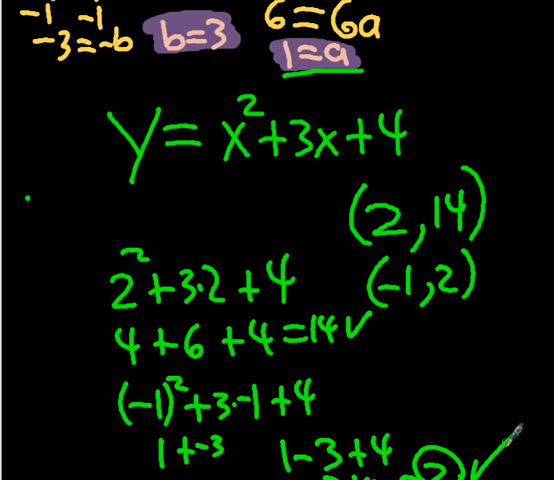 -1 -1
-3=-b b=3
6=6a
1=a
y=x²+3x+4
(2,14)
(-1,2)
2²+3·2+4
4+6+4=14✓
(-1)²+3·-1+4
1+-3 1-3+4
2 ✓